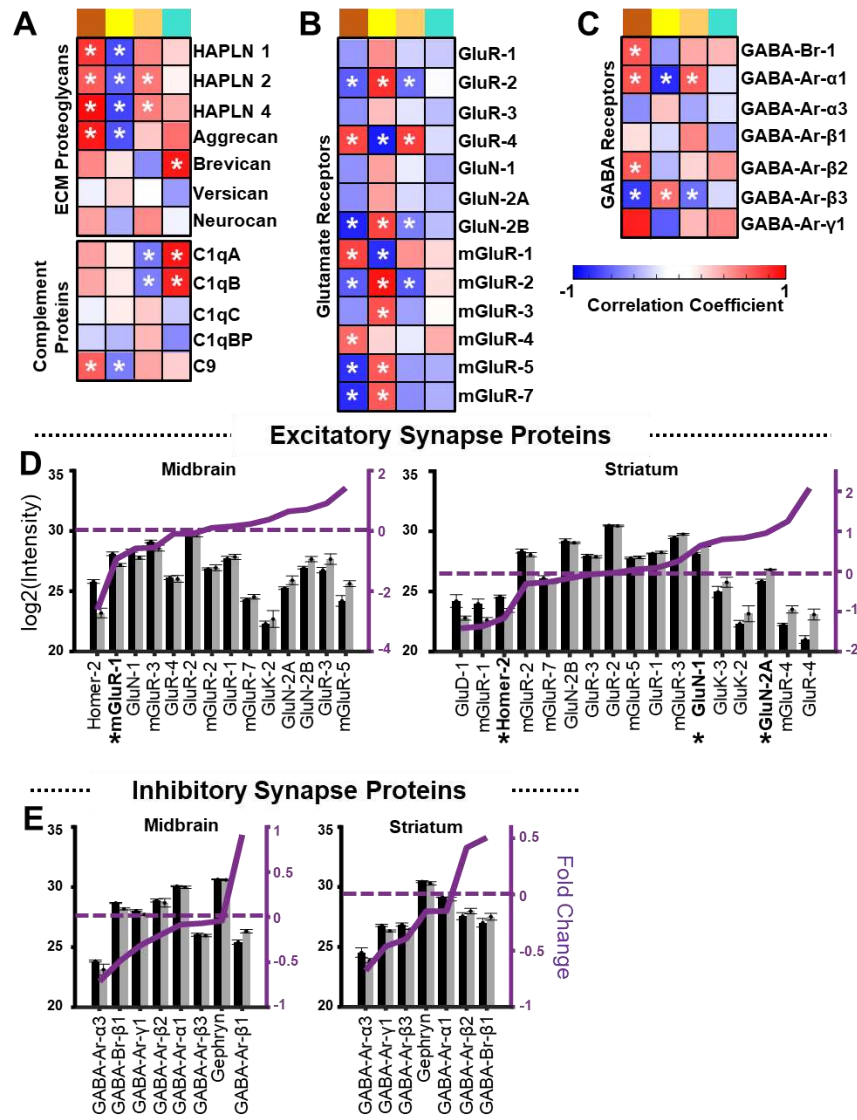 A
ECM Proteoglycans
HAPLN 1
HAPLN 2
HAPLN 4
Aggrecan
Brevican
Versican
Neurocan
Complement
Proteins
C1qA
C1qB
C1qC
C1qBP
C9
B
Glutamate Receptors
GluR-1
GluR-2
GluR-3
GluR-4
GluN-1
GluN-2A
GluN-2B
mGluR-1
mGluR-2
mGluR-3
mGluR-4
mGluR-5
mGluR-7
C
GABA Receptors
GABA-Br-1
GABA-Ar-α1
GABA-Ar-α3
GABA-Ar-β1
GABA-Ar-β2
GABA-Ar-β3
GABA-Ar-γ1
-1
Correlation Coefficient
1
Excitatory Synapse Proteins
D
Midbrain
log2(Intensity)
35
30
25
20
2
0
-2
-4
Homer-2
*mGluR-1
GluN-1
mGluR-3
GluR-4
GluR-2
mGluR-2
GluR-1
mGluR-7
GluK-2
GluN-2A
GluN-2B
GluR-3
mGluR-5
Striatum
35
30
25
20
2
1
0
-1
-2
GluD-1
mGluR-1
*Homer-2
mGluR-2
mGluR-7
GluN-2B
GluR-3
GluR-2
mGluR-5
GluR-1
mGluR-3
*GluN-1
GluK-3
GluK-2
*GluN-2A
mGluR-4
GluR-4
Inhibitory Synapse Proteins
E
Midbrain
35
30
25
20
1
0.5
0
-0.5
-1
GABA-Ar-α3
GABA-Br-β1
GABA-Ar-γ1
GABA-Ar-β2
GABA-Ar-α1
GABA-Ar-β3
Gephryn
GABA-Ar-β1
Striatum
35
30
25
20
0.5
0
-0.5
-1
Fold Change
GABA-Ar-α3
GABA-Ar-γ1
GABA-Ar-β3
Gephryn
GABA-Ar-α1
GABA-Ar-β2
GABA-Br-β1